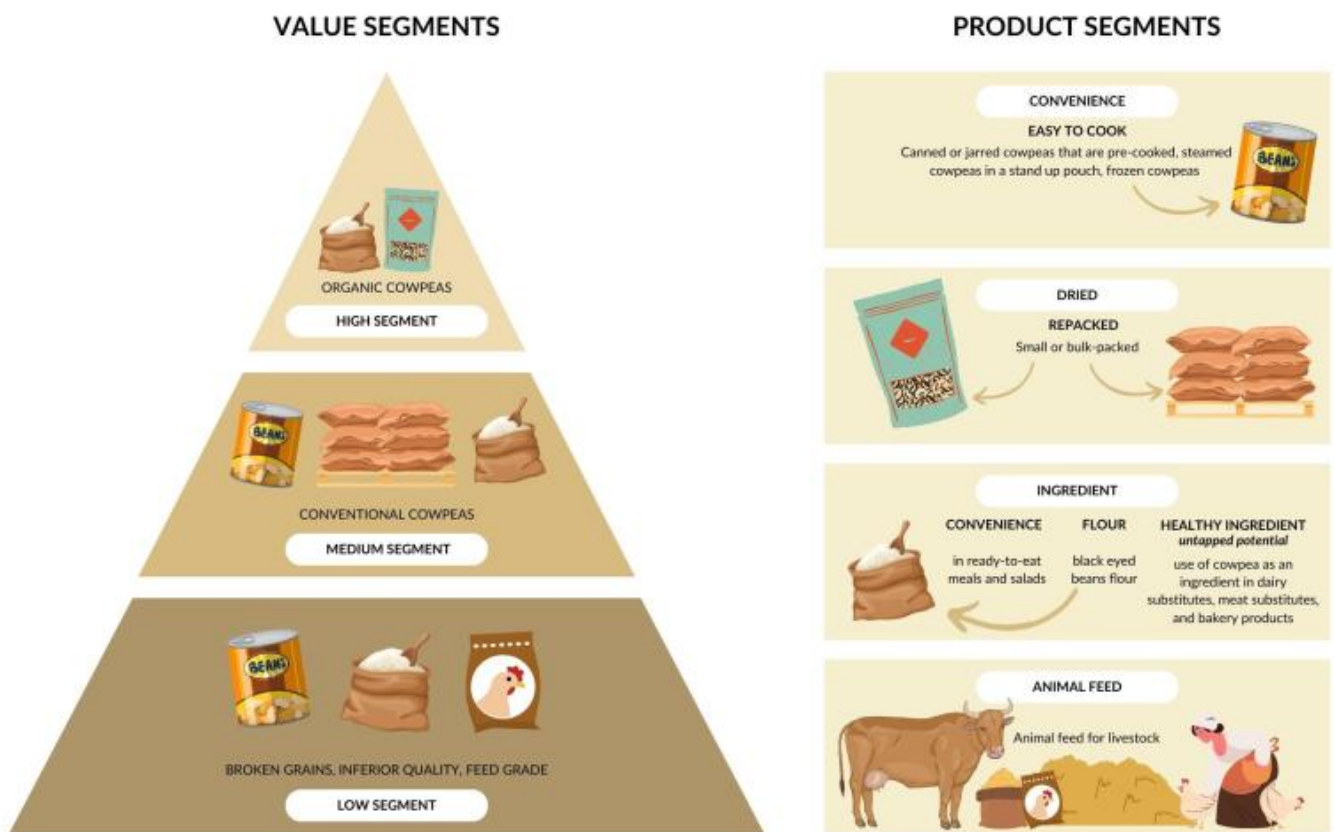 VALUE SEGMENTS
ORGANIC COWPEAS
HIGH SEGMENT
BEANS
CONVENTIONAL COWPEAS
MEDIUM SEGMENT
BEANS
BROKEN GRAINS, INFERIOR QUALITY, FEED GRADE
LOW SEGMENT
PRODUCT SEGMENTS
CONVENIENCE
EASY TO COOK
Canned or jarred cowpeas that are pre-cooked, steamed
cowpeas in a stand up pouch, frozen cowpeas
BEANS
DRIED
REPACKED
Small or bulk-packed
INGREDIENT
CONVENIENCE
in ready-to-eat
meals and salads
FLOUR
black eyed
beans flour
HEALTHY INGREDIENT
untapped potential
use of cowpea as an
ingredient in dairy
substitutes, meat substitutes,
and bakery products
ANIMAL FEED
Animal feed for livestock